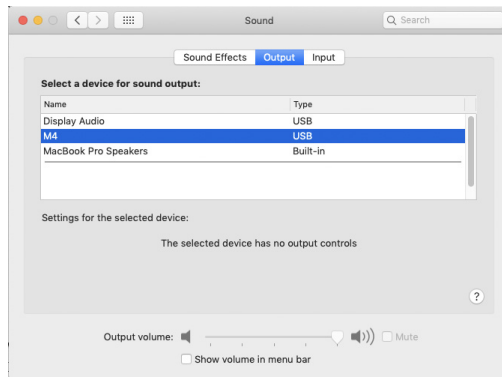 Sound
Search
Sound Effects Output Input
Select a device for sound output:
Name Type
Display Audio USB
M4 USB
MacBook Pro Speakers Built-in
Settings for the selected device:
The selected device has no output controls
?
Output volume: Mute
Show volume in menu bar